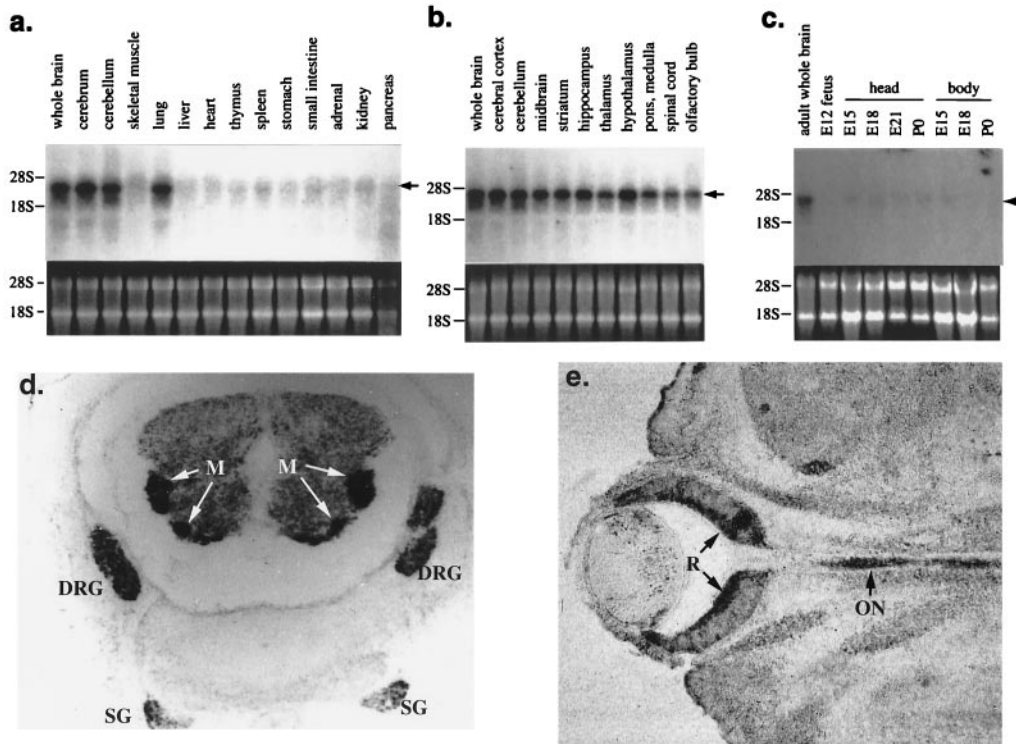 a.
whole brain
cerebrum
cerebellum
skeletal muscle
lung
liver
heart
thymus
spleen
stomach
small intestine
adrenal
kidney
pancreas
28S
18S
28S
18S
b.
whole brain
cerebral cortex
cerebellum
midbrain
striatum
hippocampus
thalamus
hypothalamus
pons, medulla
spinal cord
olfactory bulb
28S
18S
28S
18S
c.
head
body
adult whole brain
E12 fetus
E15
E18
E21
P0
E15
E18
P0
28S
18S
28S
18S
d.
M
M
DRG
DRG
SG
SG
e.
R
ON